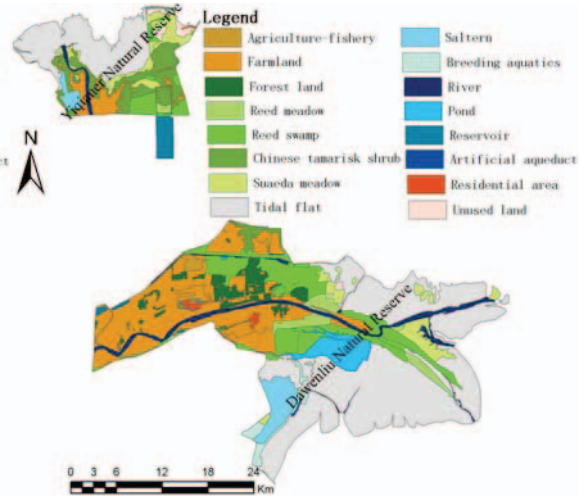 Legend
Agriculture-fishery
Farmland
Forest land
Reed meadow
Reed swamp
Chinese tamarisk shrub
Suaeda meadow
Tidal flat
Saltern
Breeding aquatics
River
Pond
Reservoir
Artificial aqueduct
Residential area
Unused land
Natural Reserve
N
Dawenliu Natural Reserve
0 3 6 12 18 24
Km